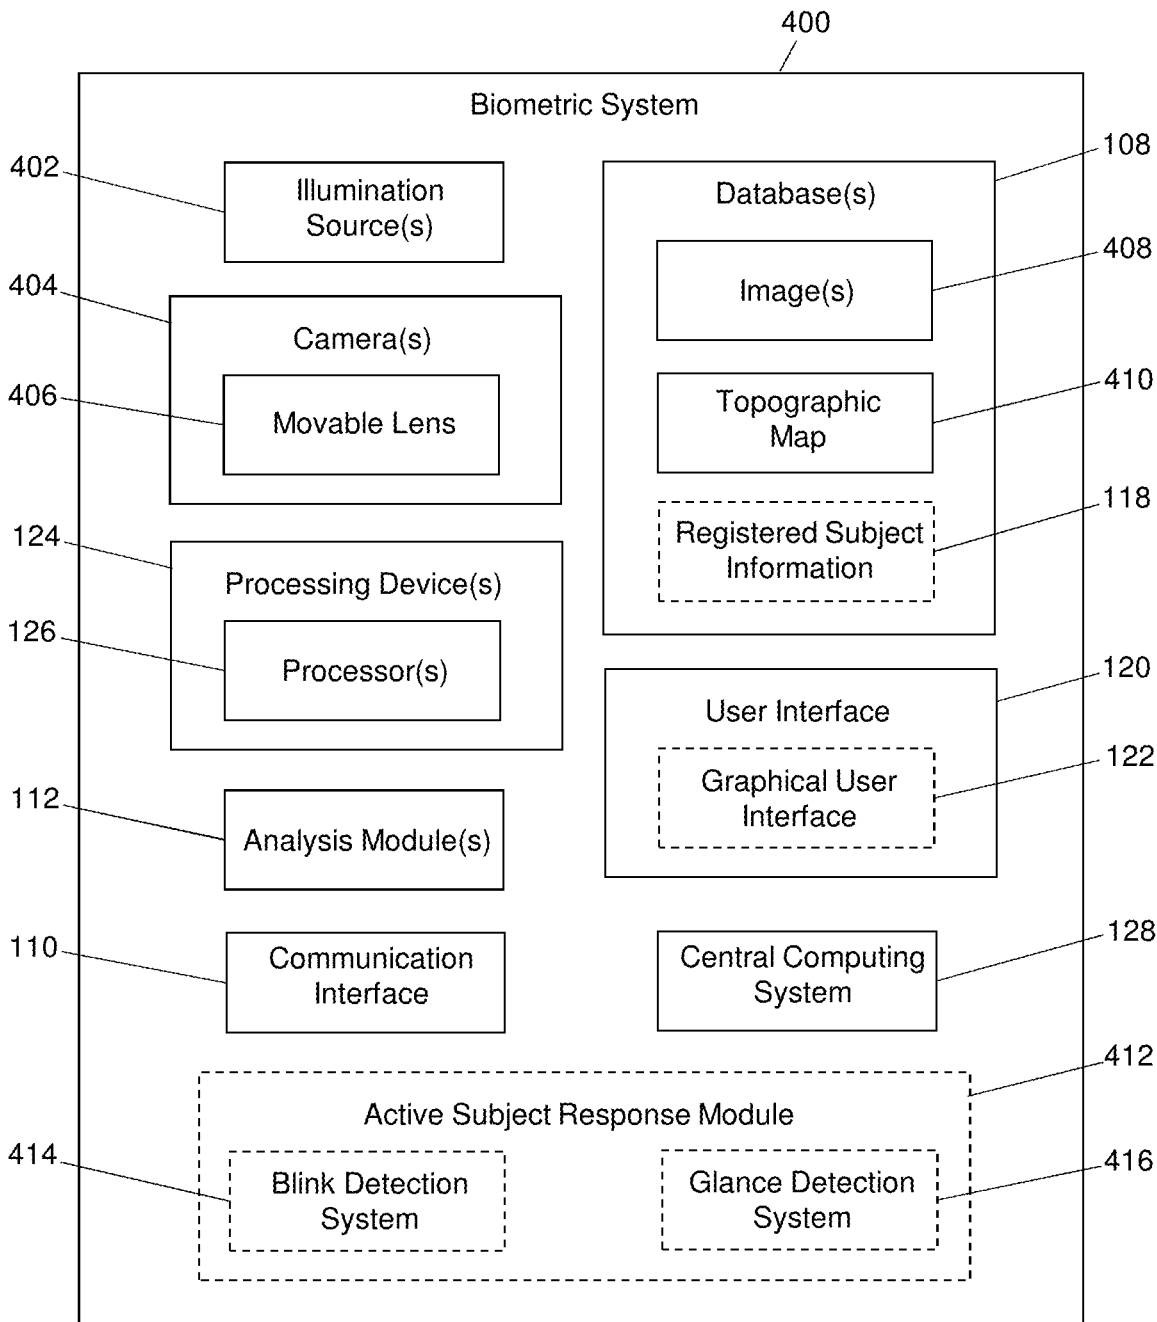 400
Biometric System
402
Illumination
Source(s)
404
Camera(s)
406
Movable Lens
124
Processing Device(s)
126
Processor(s)
112
Analysis Module(s)
110
Communication
Interface
108
Database(s)
408
Image(s)
410
Topographic
Map
118
Registered Subject
Information
120
User Interface
122
Graphical User
Interface
128
Central Computing
System
412
Active Subject Response Module
414
Blink Detection
System
416
Glance Detection
System